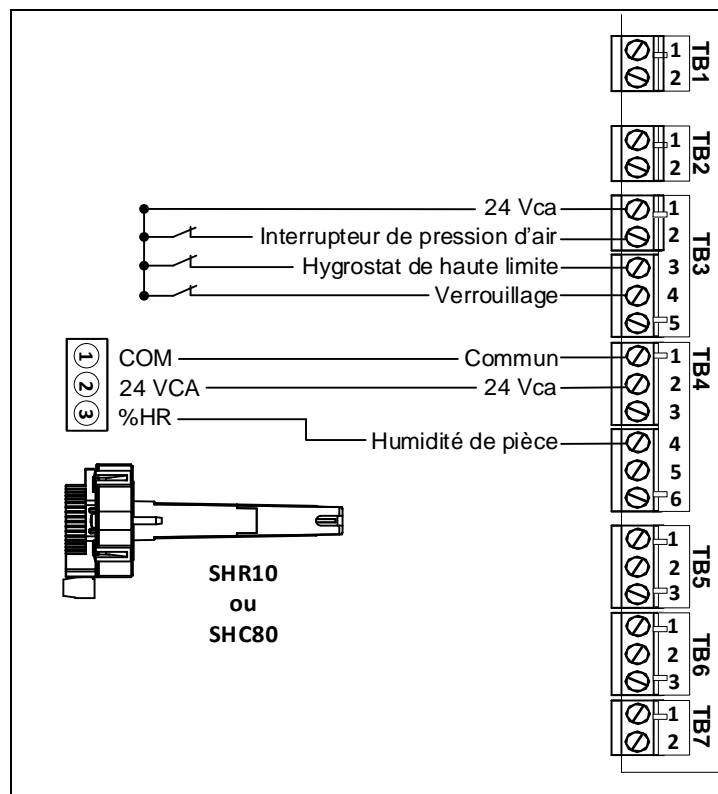 1
2
TB1
1
2
TB2
24 Vca 1
Interrupteur de pression d'air 2
Hygrostat de haute limite 3
Verrouillage 4
5
TB3
1 COM Commun 1
2 24 VCA 24 Vca 2
3 %HR 3
Humidité de pièce 4
5
6
TB4
SHR10
ou
SHC80
1
2
3
TB5
1
2
3
TB6
1
2
TB7